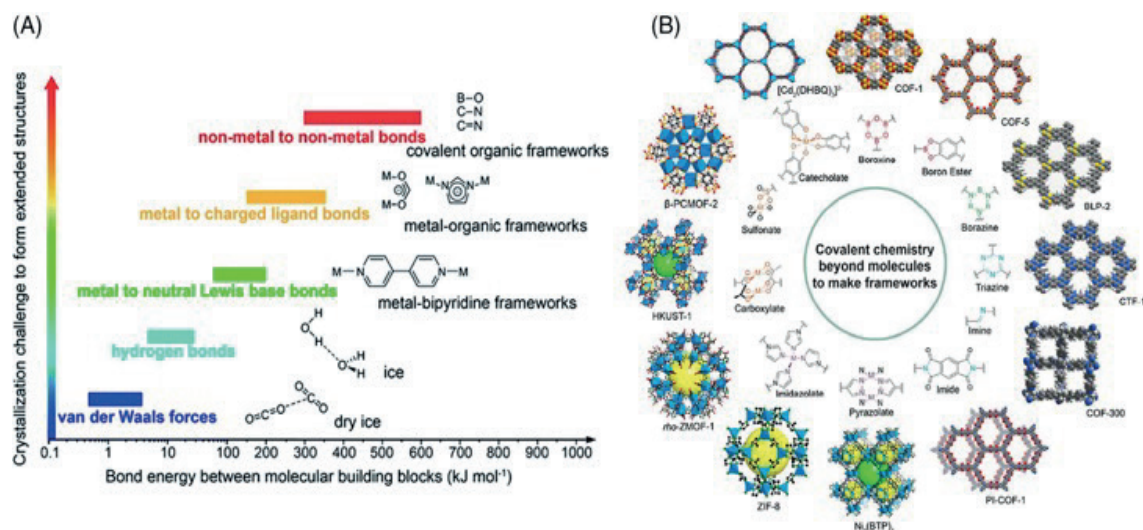 (A)
Crystallization challenge to form extended structures
B–O
C–N
C=N
non-metal to non-metal bonds
covalent organic frameworks
M–O
M–O
M
M
metal to charged ligand bonds
metal-organic frameworks
M
N
N
M
metal to neutral Lewis base bonds
metal-bipyridine frameworks
hydrogen bonds
H
O
H
O
H
H
ice
van der Waals forces
O=C=O
O
C
O
dry ice
0.1 1 10 100 200 300 400 500 600 700 800 900 1000
Bond energy between molecular building blocks (kJ mol⁻¹)
(B)
COF-1
COF-5
BLP-2
CTF-1
COF-300
PI-COF-1
ZIF-8
rho-ZMOF-1
HKUST-1
β-PCMOF-2
Catecholate
Boroxine
Boron Ester
Borazine
Triazine
Imine
Imide
Pyrazolate
Imidazolate
Carboxylate
Sulfonate
Covalent chemistry
beyond molecules
to make frameworks